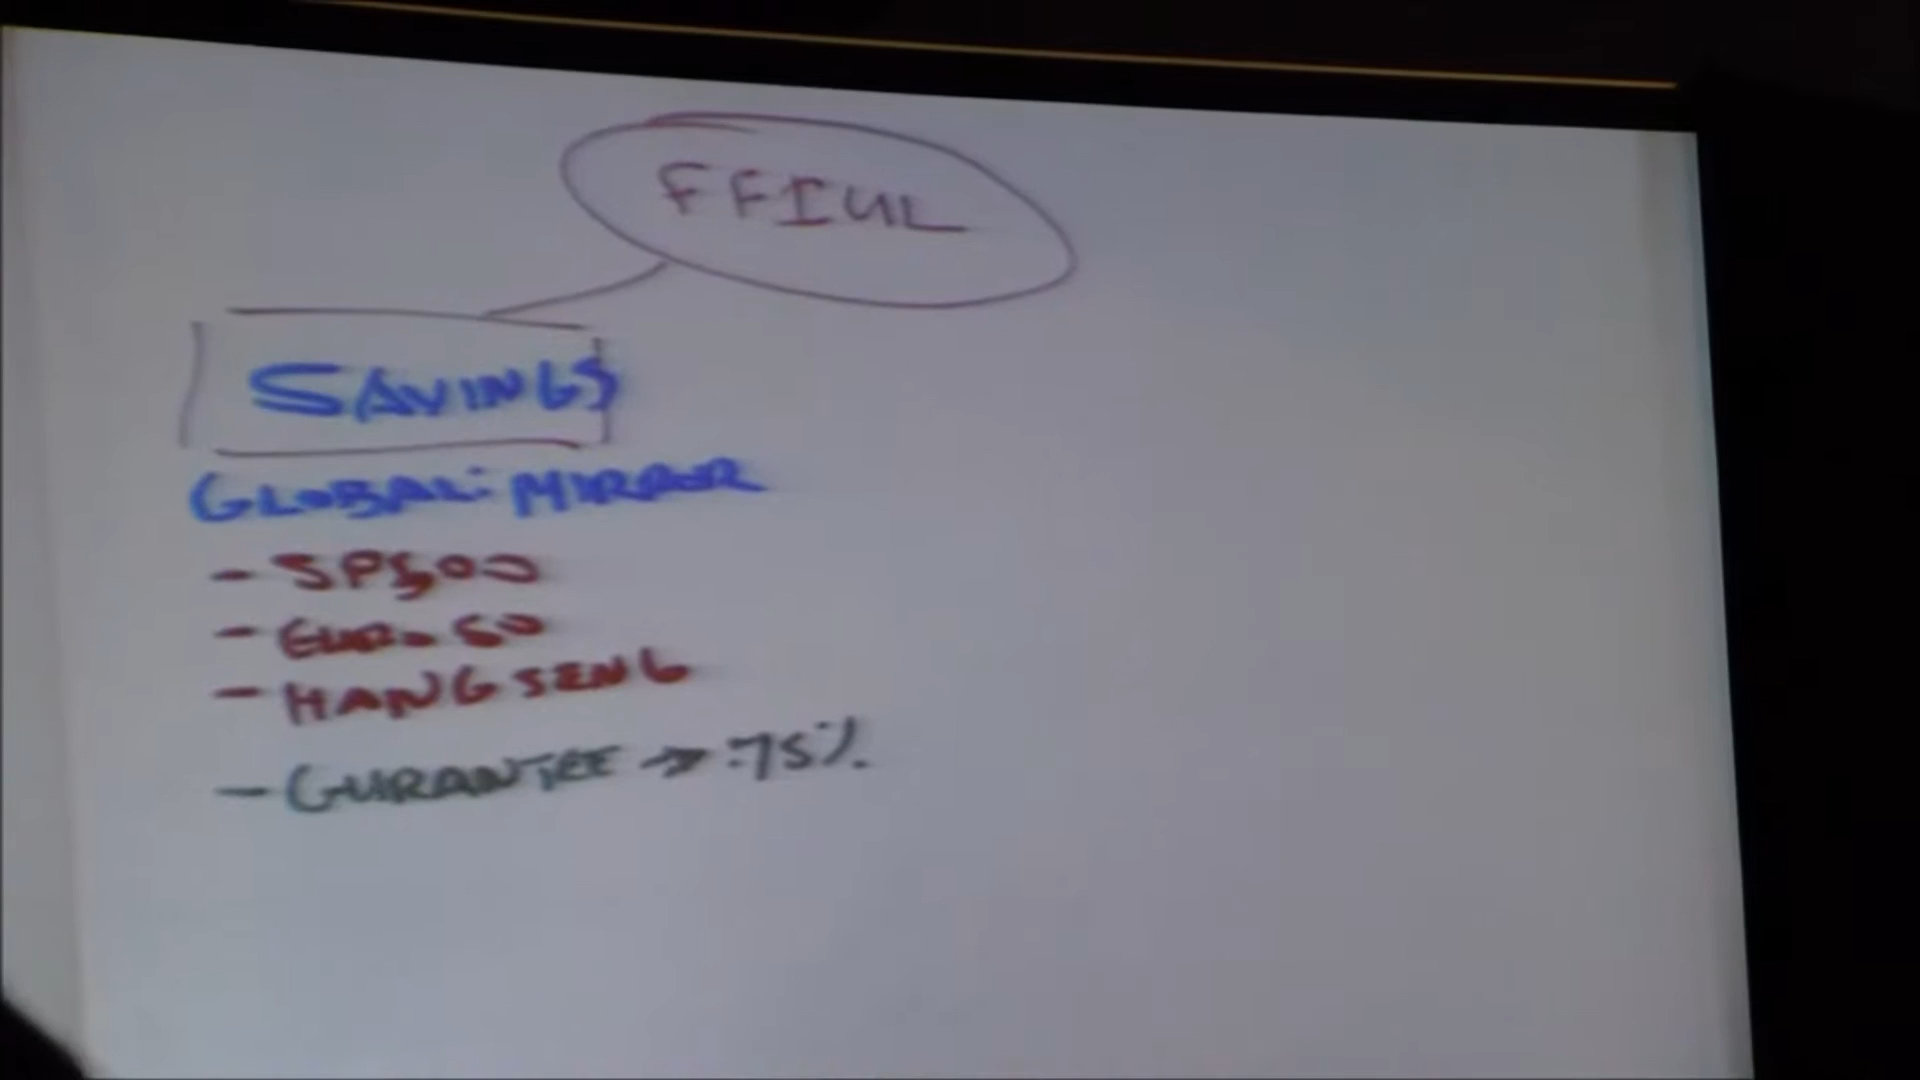 FFIUL
SAVINGS
GLOBAL: MIRROR
- SP500
- EURO 50
- HANGSENG
- GURANTEE → .75%